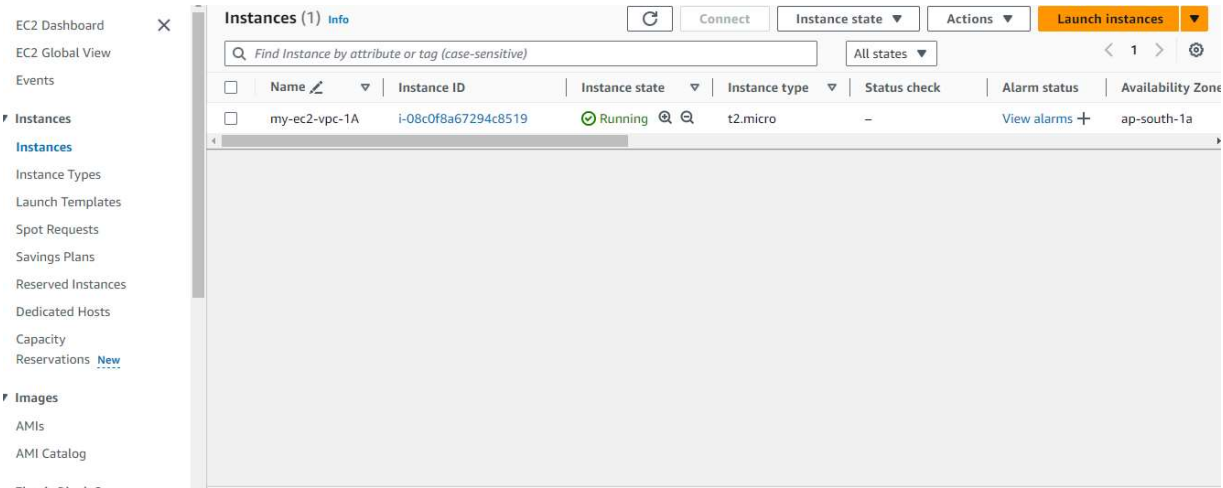 EC2 Dashboard
EC2 Global View
Events
Instances
Instances
Instance Types
Launch Templates
Spot Requests
Savings Plans
Reserved Instances
Dedicated Hosts
Capacity
Reservations New
Images
AMIs
AMI Catalog
Instances (1) Info
Connect
Instance state
Actions
Launch instances
Find Instance by attribute or tag (case-sensitive)
All states
1
Name Instance ID Instance state Instance type Status check Alarm status Availability Zone
my-ec2-vpc-1A i-08c0f8a67294c8519 Running t2.micro – View alarms + ap-south-1a